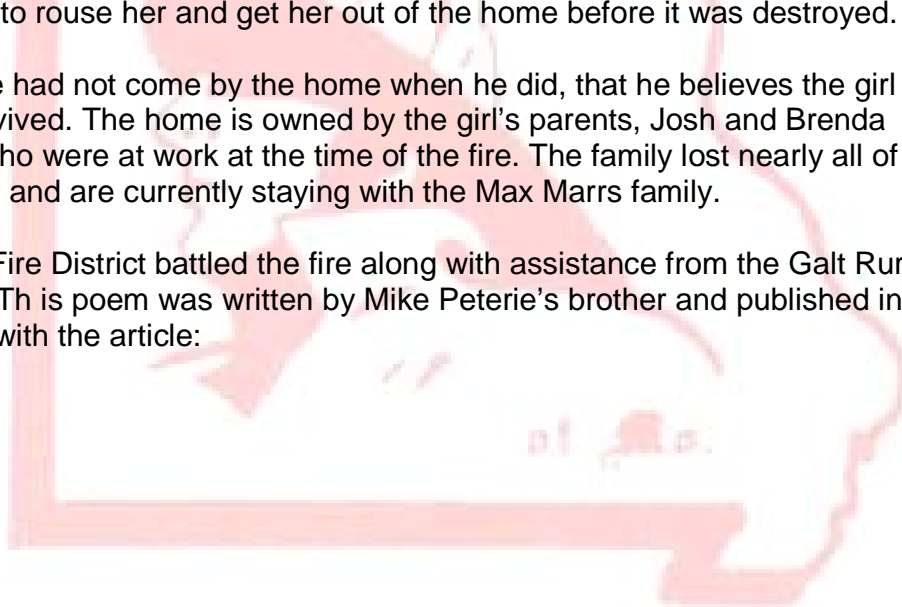 to rouse her and get her out of the home before it was destroyed.
e had not come by the home when he did, that he believes the girl
vived. The home is owned by the girl’s parents, Josh and Brenda
ho were at work at the time of the fire. The family lost nearly all of
and are currently staying with the Max Marrs family.
Fire District battled the fire along with assistance from the Galt Rur
Th is poem was written by Mike Peterie’s brother and published in
with the article:
of